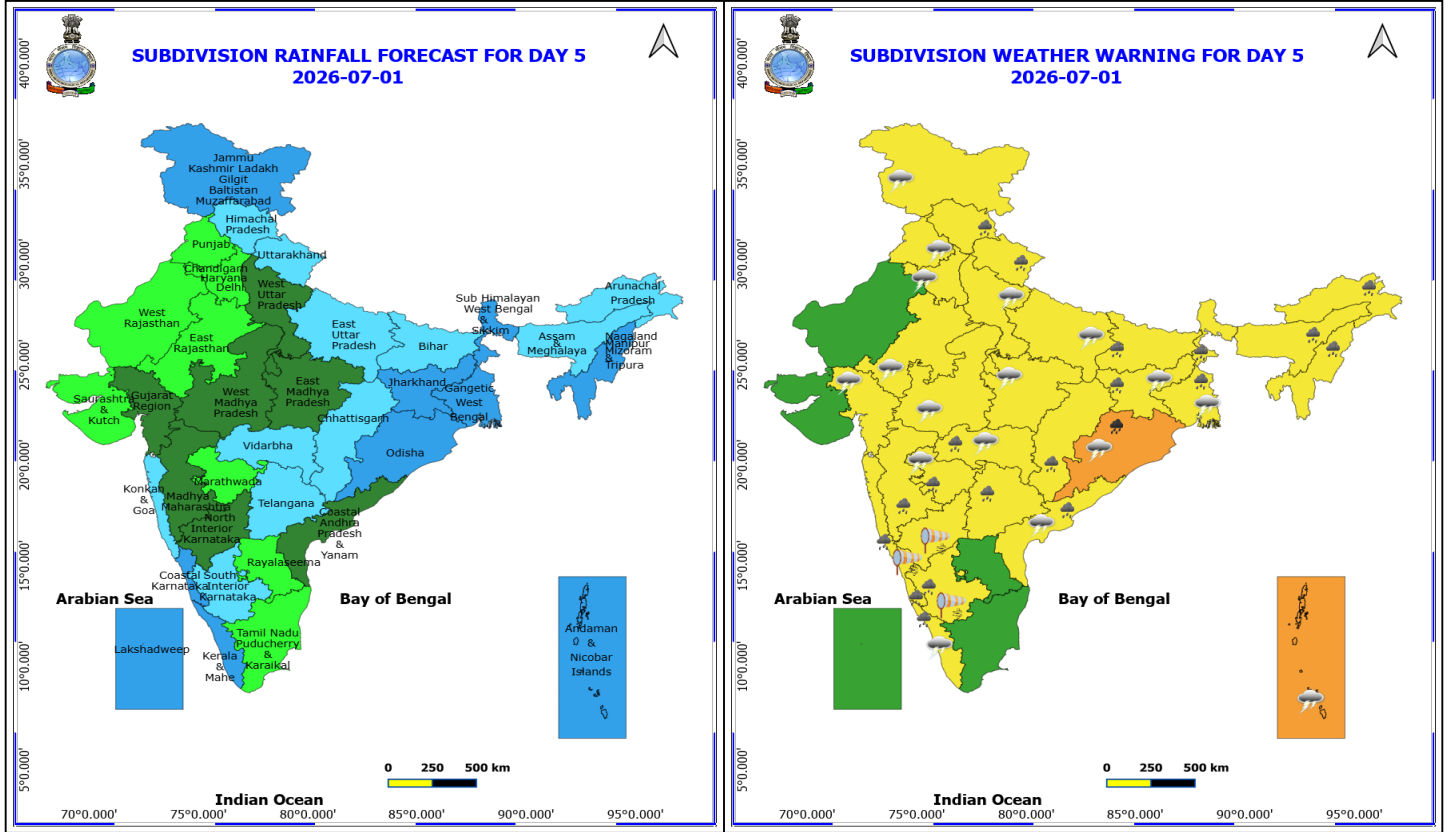 SUBDIVISION RAINFALL FORECAST FOR DAY 5
2026-07-01
40°0.000'
35°0.000'
30°0.000'
25°0.000'
20°0.000'
15°0.000'
10°0.000'
5°0.000'
Jammu
Kashmir Ladakh
Gilgit
Baltistan
Muzaffarabad
Himachal
Pradesh
Punjab
Uttarakhand
Chandigarh
Haryana
Delhi
West
Uttar
Pradesh
West
Rajasthan
East
Rajasthan
East
Uttar
Pradesh
Bihar
Sub Himalayan
West Bengal
&
Sikkim
Arunachal
Pradesh
Assam
&
Meghalaya
Nagaland
Manipur
Mizoram
&
Tripura
Saurashtra
&
Kutch
Gujarat
Region
West
Madhya
Pradesh
East
Madhya
Pradesh
Jharkhand
Gangetic
West
Bengal
Chhattisgarh
Odisha
Vidarbha
Konkan
&
Goa
Madhya
Maharashtra
Marathwada
Telangana
North
Interior
Karnataka
Coastal
Andhra
Pradesh
&
Yanam
Rayalaseema
Coastal
Karnataka
South
Interior
Karnataka
Tamil Nadu
Puducherry
&
Karaikal
Kerala
&
Mahe
Lakshadweep
Andaman
&
Nicobar
Islands
Arabian Sea
Bay of Bengal
Indian Ocean
0 250 500 km
70°0.000' 75°0.000' 80°0.000' 85°0.000' 90°0.000' 95°0.000'
SUBDIVISION WEATHER WARNING FOR DAY 5
2026-07-01
40°0.000'
35°0.000'
30°0.000'
25°0.000'
20°0.000'
15°0.000'
10°0.000'
5°0.000'
Arabian Sea
Bay of Bengal
Indian Ocean
0 250 500 km
70°0.000' 75°0.000' 80°0.000' 85°0.000' 90°0.000' 95°0.000'